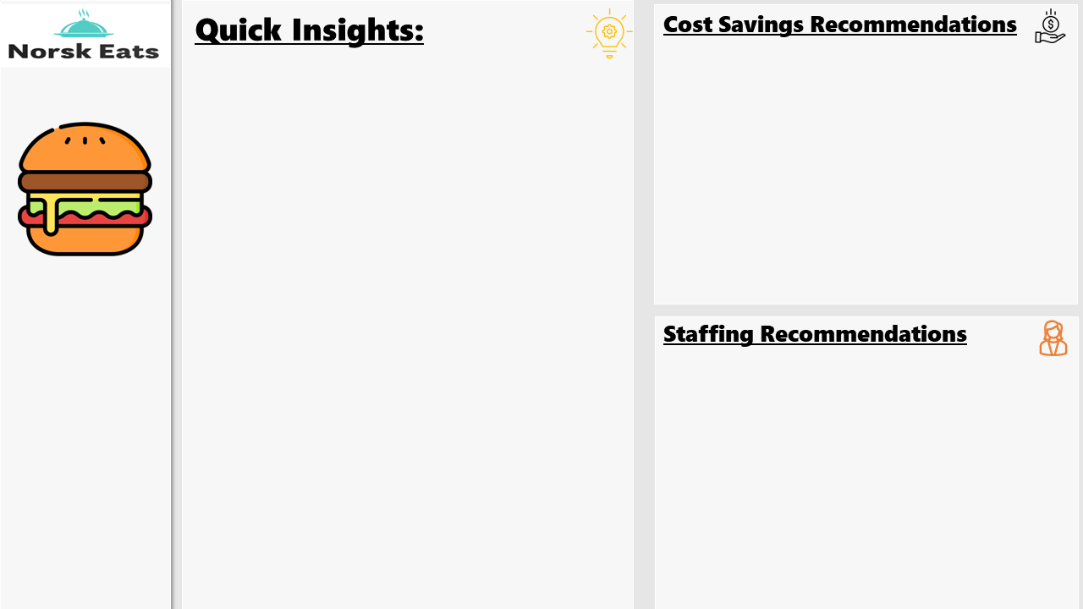 Norsk Eats
Quick Insights:
Cost Savings Recommendations
Staffing Recommendations